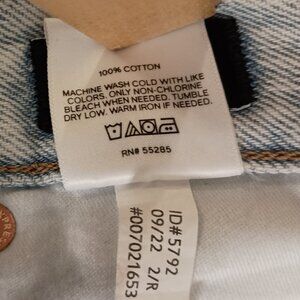 100% COTTON
MACHINE WASH COLD WITH LIKE
COLORS. ONLY NON-CHLORINE
BLEACH WHEN NEEDED. TUMBLE
DRY LOW. WARM IRON IF NEEDED.
RN# 55285
ID#5792
09/22 2/R
#007021653